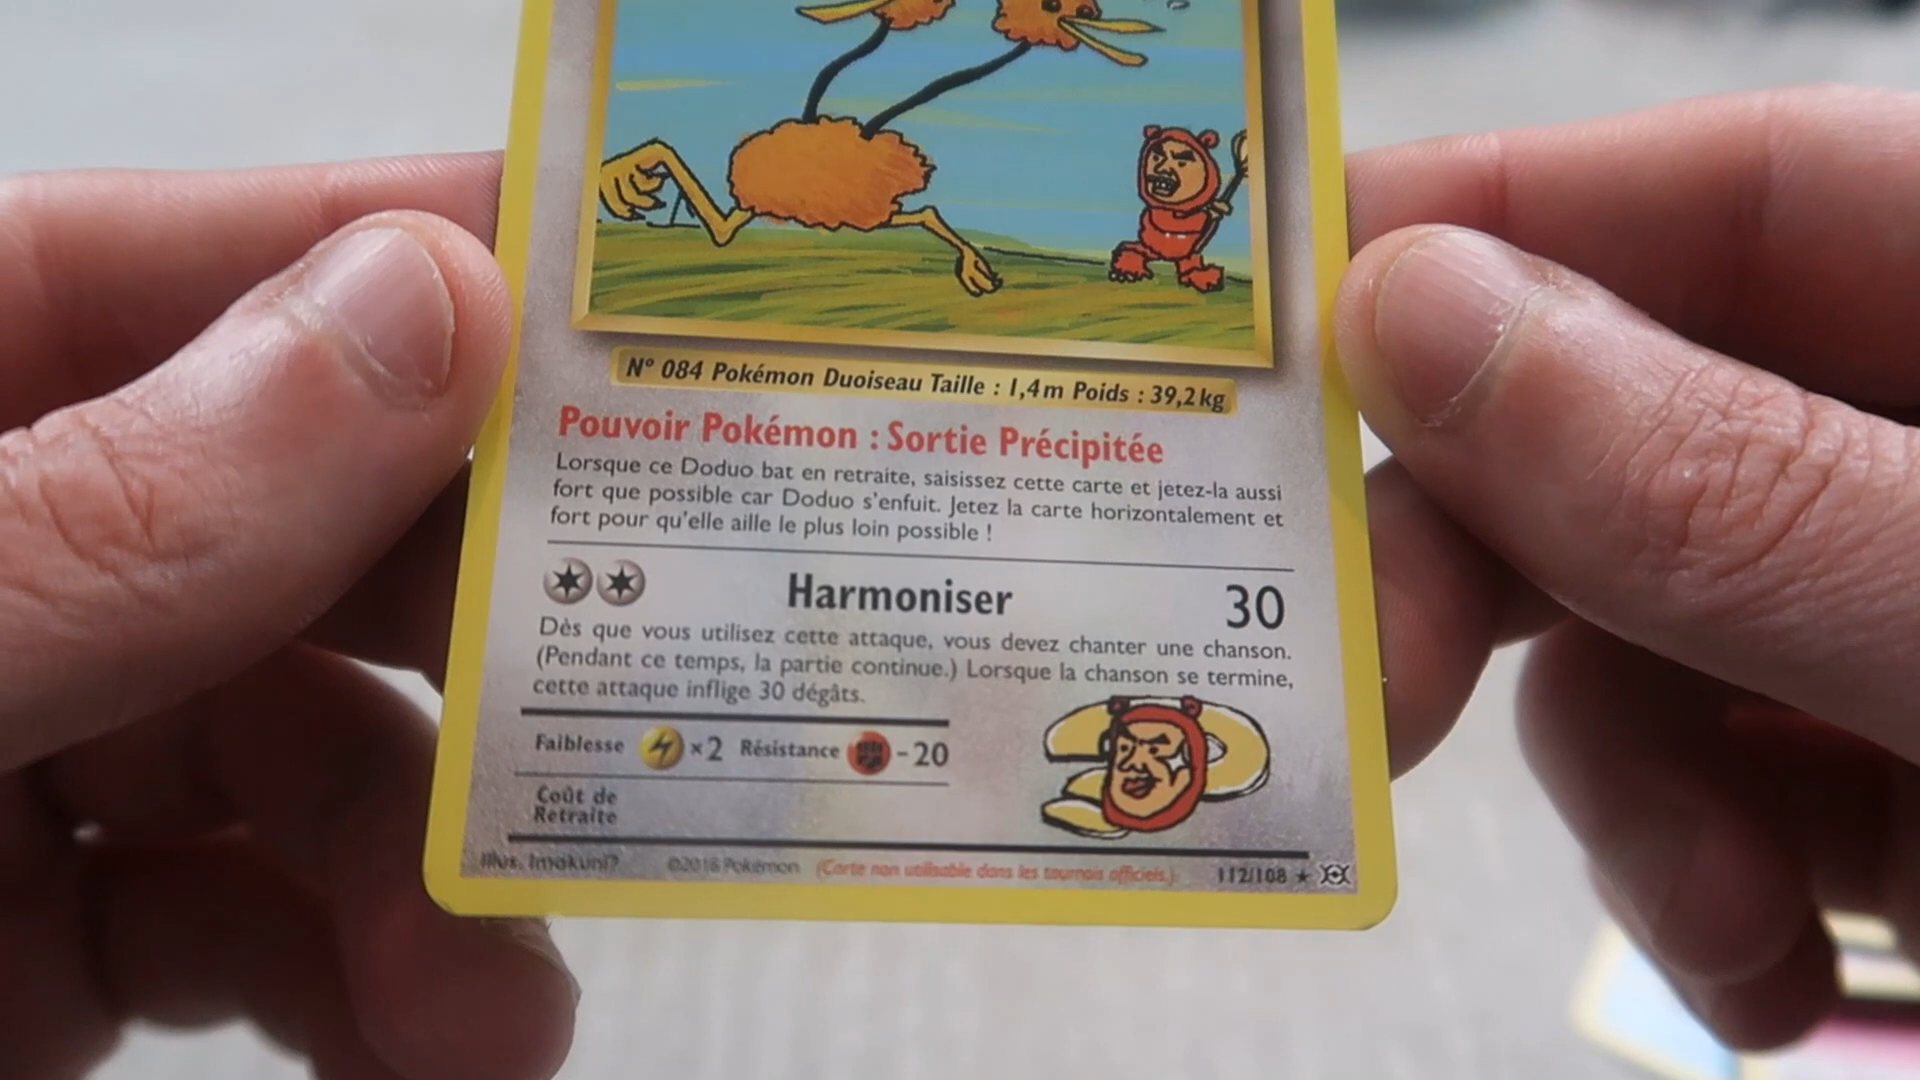 N° 084 Pokémon Duoiseau Taille : 1,4m Poids : 39,2kg
Pouvoir Pokémon : Sortie Précipitée
Lorsque ce Doduo bat en retraite, saisissez cette carte et jetez-la aussi
fort que possible car Doduo s'enfuit. Jetez la carte horizontalement et
fort pour qu'elle aille le plus loin possible !
Harmoniser 30
Dès que vous utilisez cette attaque, vous devez chanter une chanson.
(Pendant ce temps, la partie continue.) Lorsque la chanson se termine,
cette attaque inflige 30 dégâts.
Faiblesse ×2 Résistance -20
Coût de
Retraite
Illus. Imakuni? ©2016 Pokémon (Carte non utilisable dans les tournois officiels.) 112/108